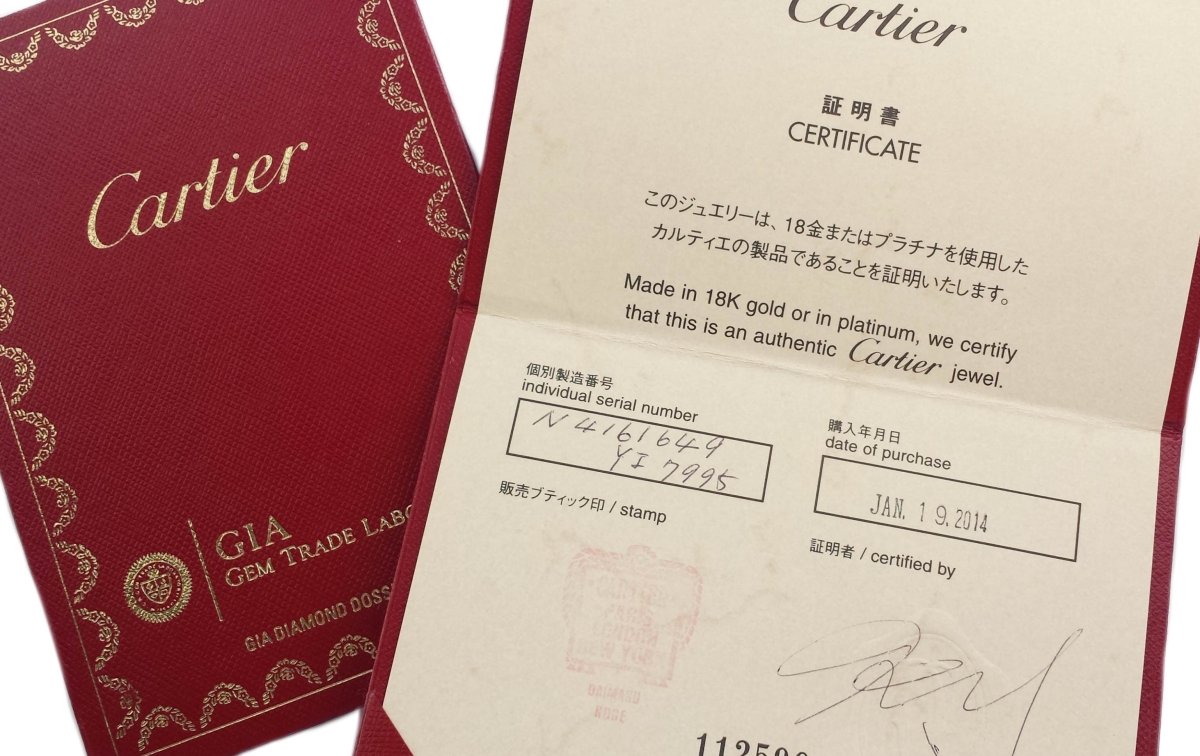 Cartier
GIA
GEM TRADE LABO
GIA DIAMOND DOSS
Cartier
証明書
CERTIFICATE
このジュエリーは、18金またはプラチナを使用した
カルティエの製品であることを証明いたします。
Made in 18K gold or in platinum, we certify
that this is an authentic Cartier jewel.
個別製造番号
individual serial number
N4161649
YI 7995
購入年月日
date of purchase
JAN. 19. 2014
販売ブティック印 / stamp
証明者 / certified by